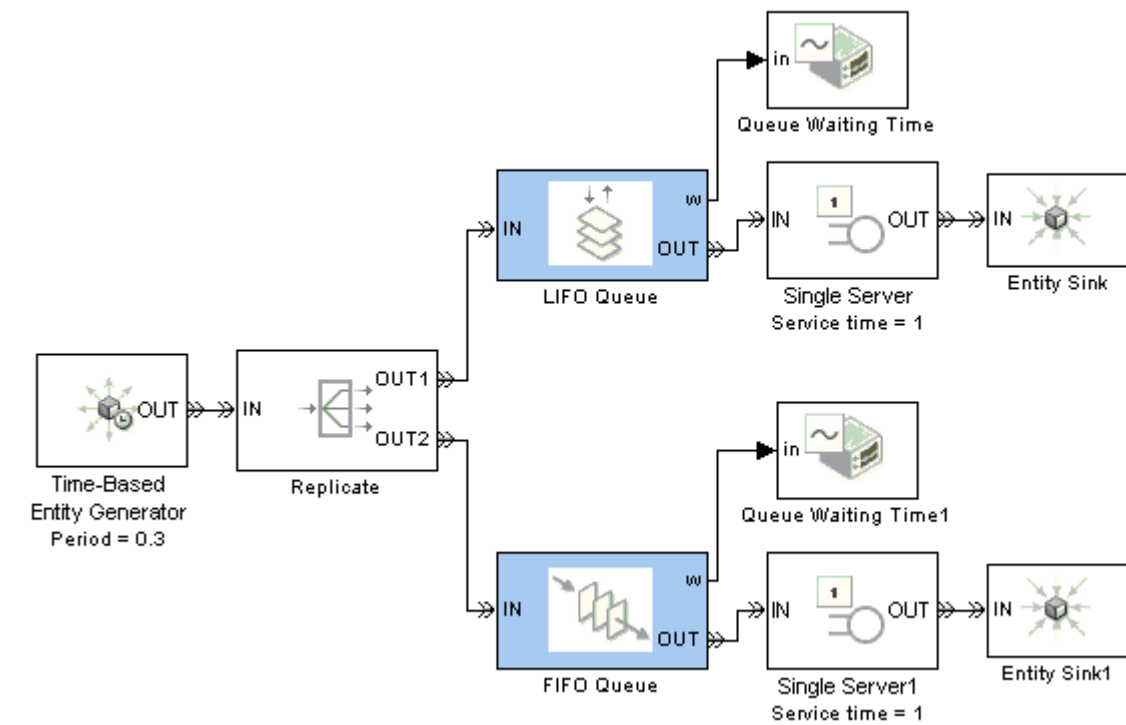 in
Queue Waiting Time
IN
w
OUT
LIFO Queue
IN
1
OUT
Single Server
Service time = 1
IN
Entity Sink
OUT
Time-Based
Entity Generator
Period = 0.3
IN
OUT1
OUT2
Replicate
in
Queue Waiting Time1
IN
w
OUT
FIFO Queue
IN
1
OUT
Single Server1
Service time = 1
IN
Entity Sink1